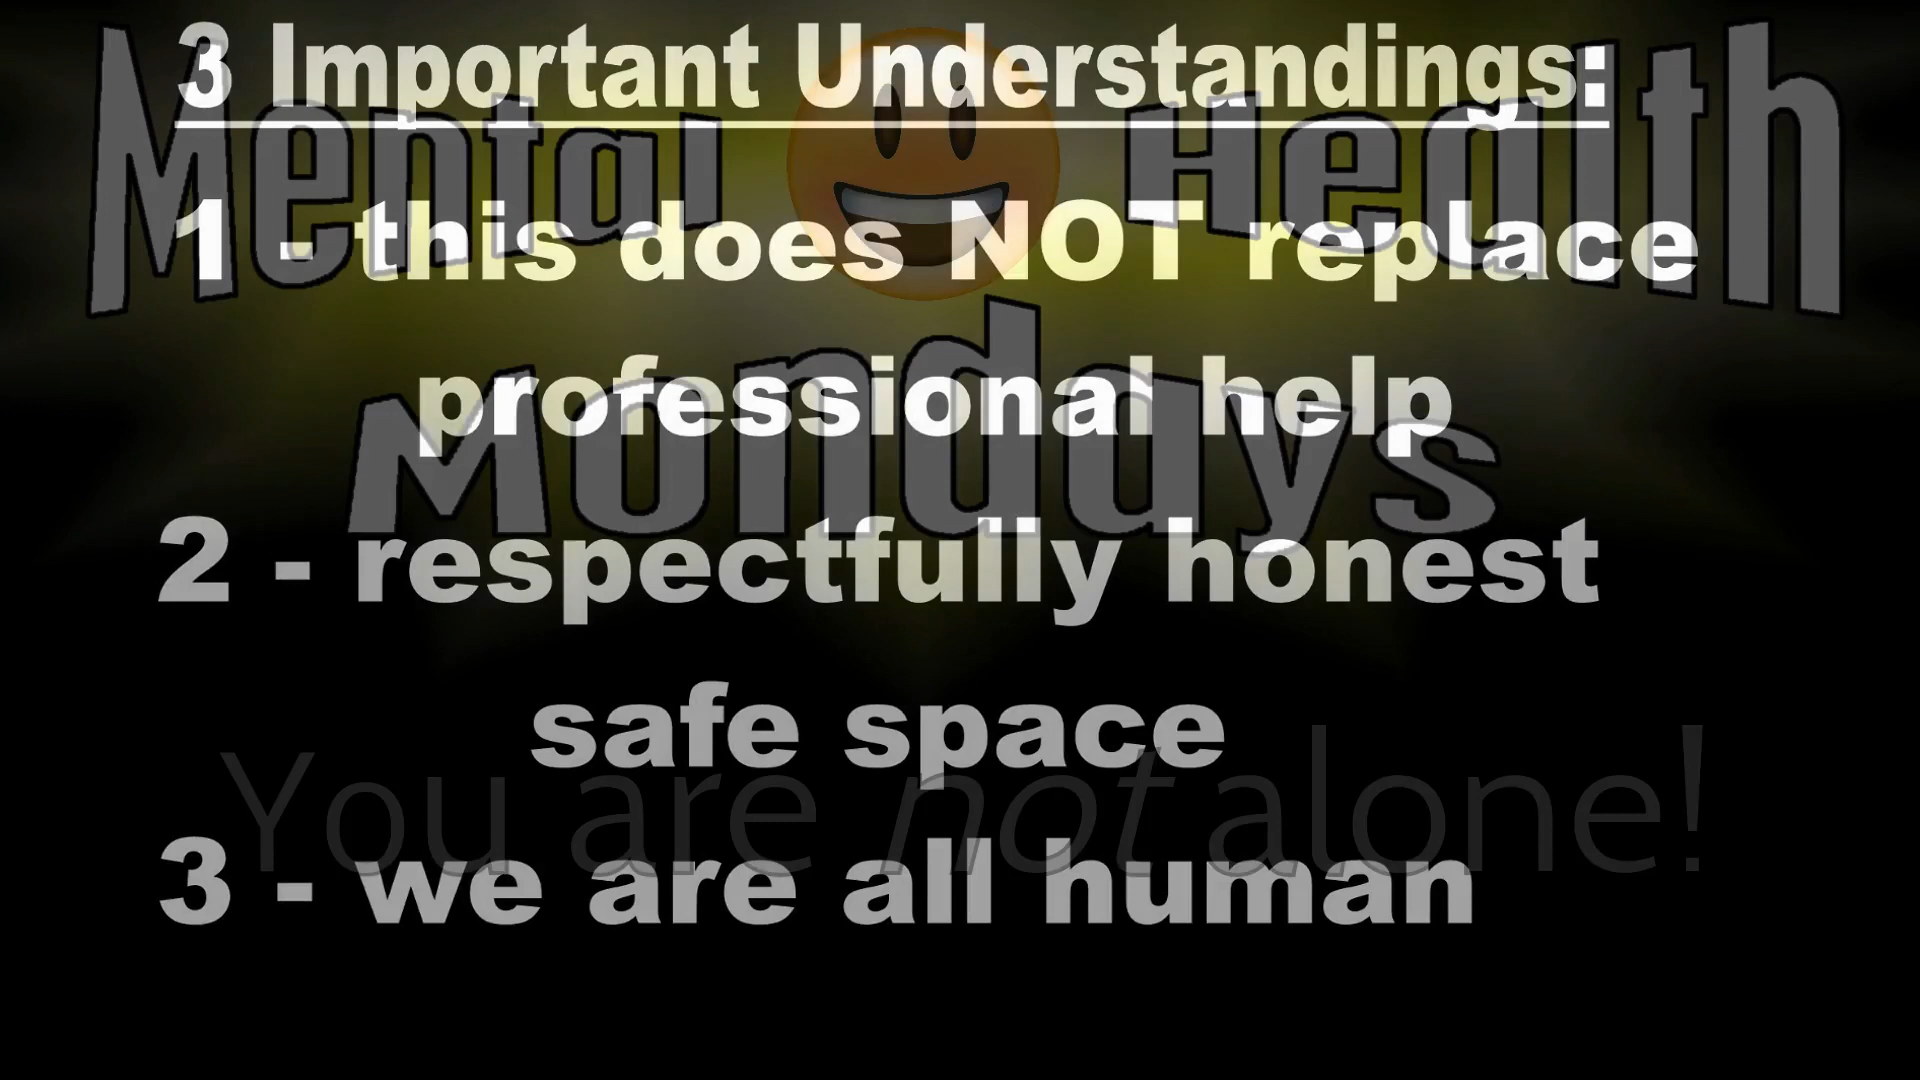 3 Important Understandings:
Mental Health
1 - this does NOT replace
professional help
Mondays
2 - respectfully honest
safe space
You are not alone!
3 - we are all human